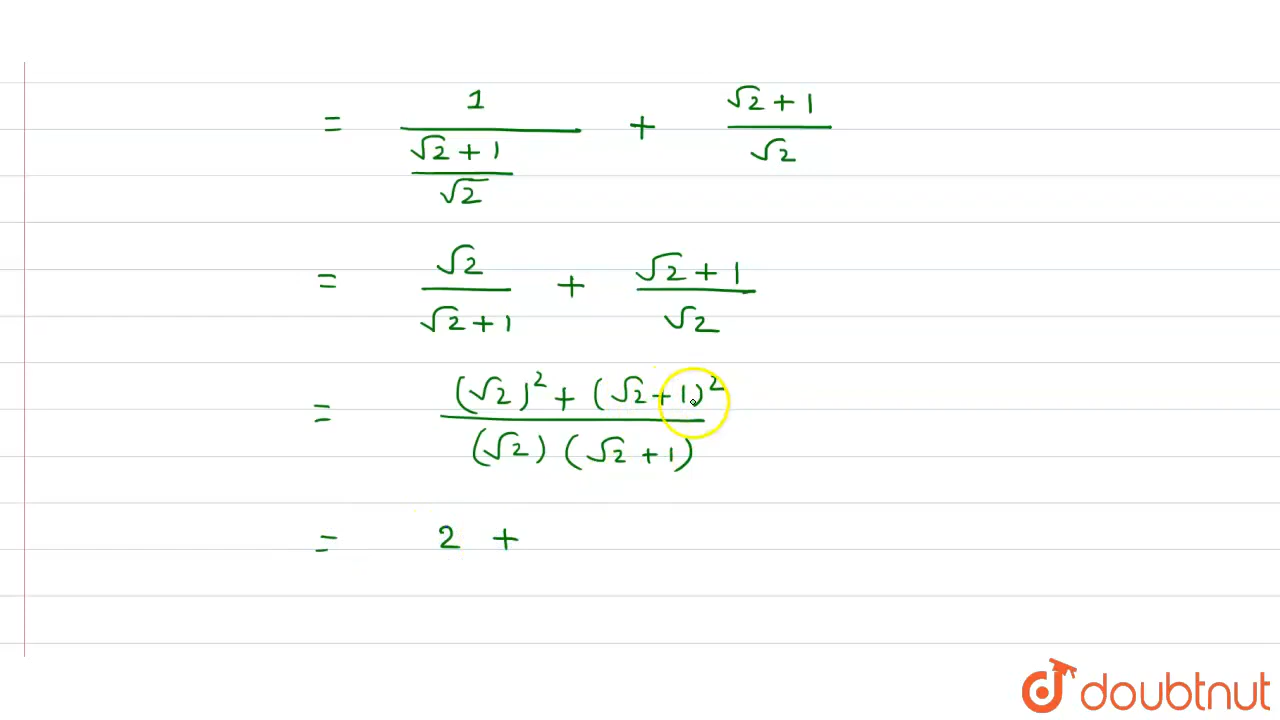 = 1 / ((√2 + 1) / √2) + (√2 + 1) / √2
= √2 / (√2 + 1) + (√2 + 1) / √2
= ((√2)² + (√2 + 1)²) / ((√2) (√2 + 1))
= 2 +
doubtnut